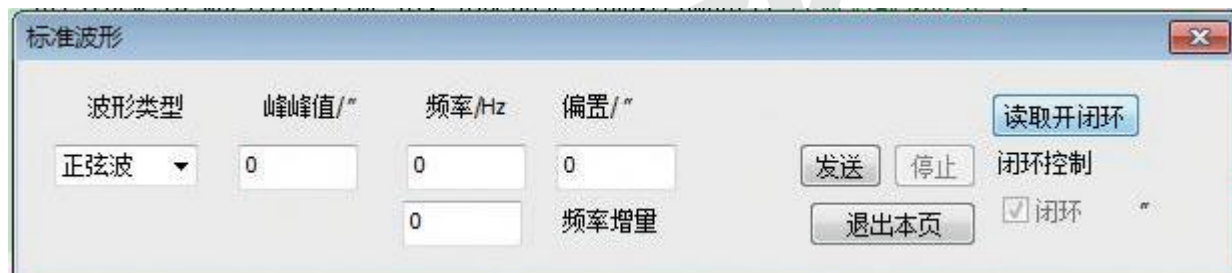 标准波形
波形类型 峰峰值/″ 频率/Hz 偏置/″ 读取开闭环
正弦波 0 0 0 发送 停止 闭环控制
0 频率增量 退出本页 闭环 ″